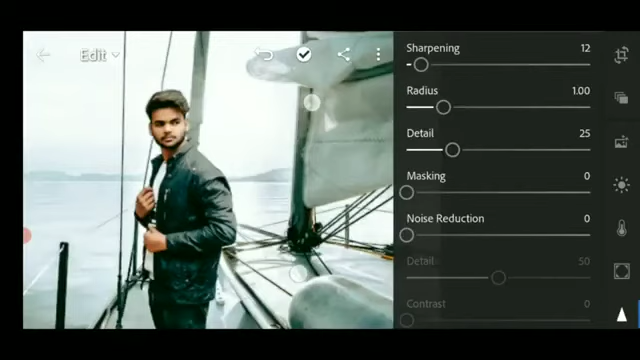 Edit
Sharpening 12
Radius 1.00
Detail 25
Masking 0
Noise Reduction 0
Detail 50
Contrast 0